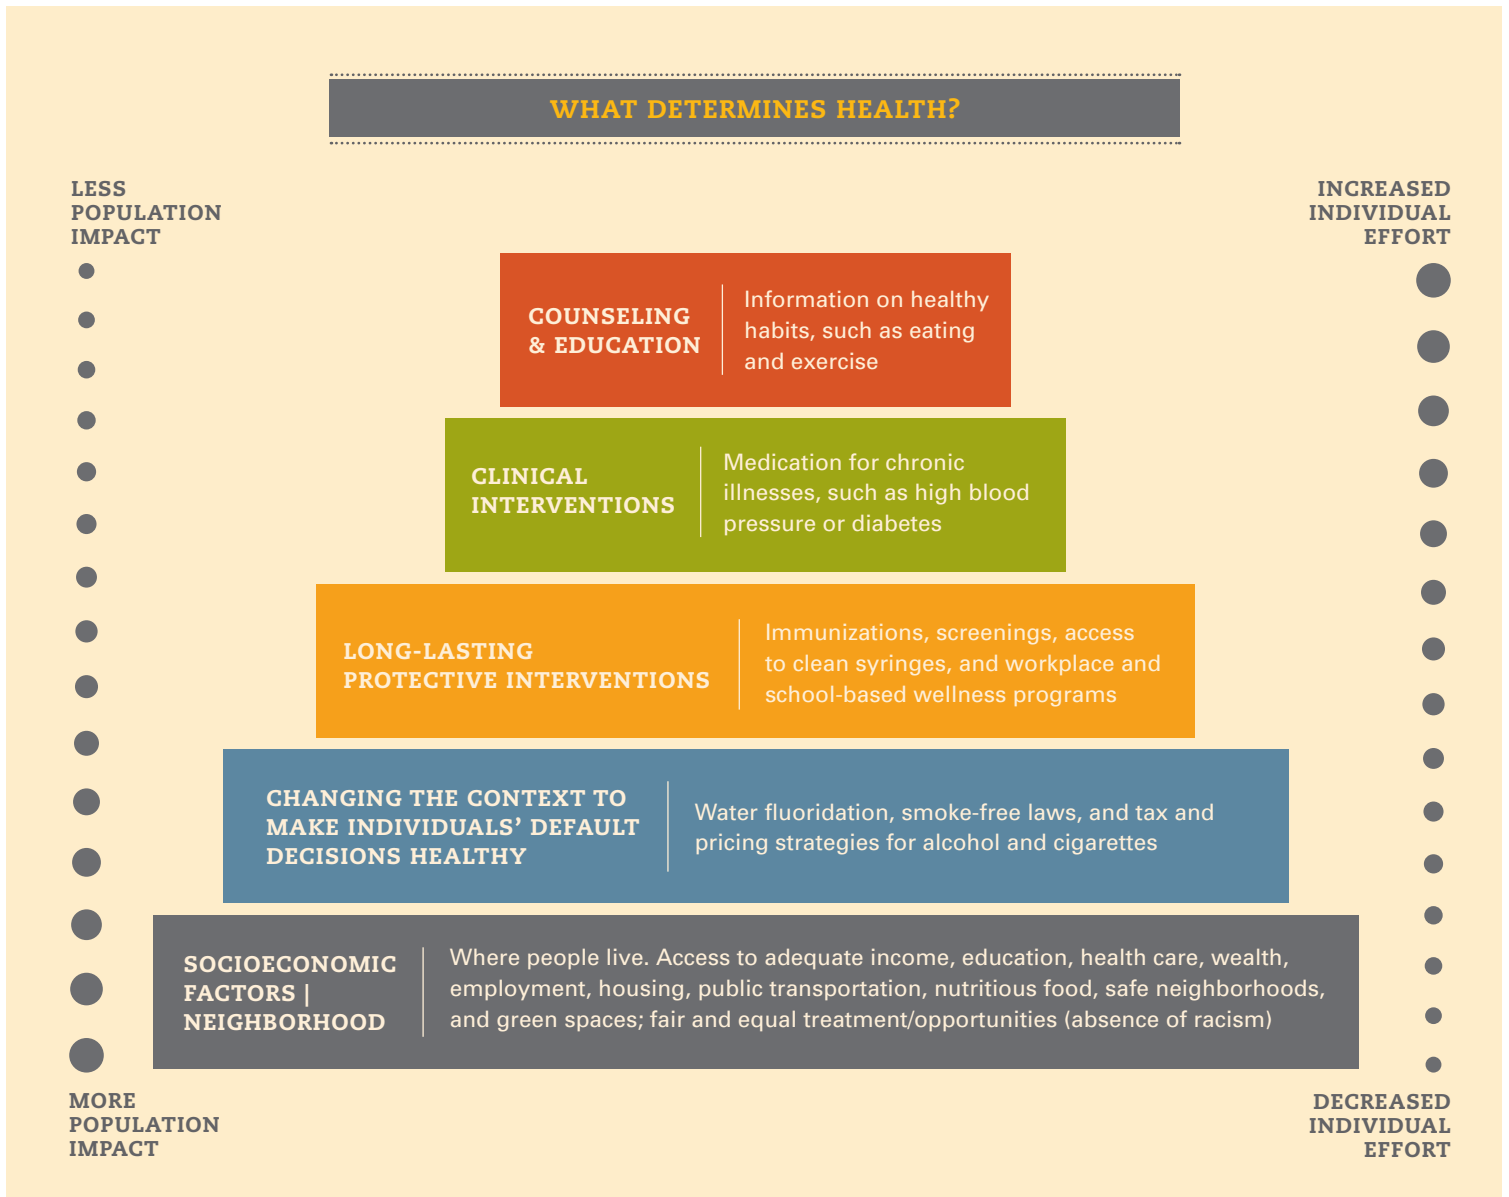 WHAT DETERMINES HEALTH?
LESS
POPULATION
IMPACT
INCREASED
INDIVIDUAL
EFFORT
COUNSELING
& EDUCATION
Information on healthy
habits, such as eating
and exercise
CLINICAL
INTERVENTIONS
Medication for chronic
illnesses, such as high blood
pressure or diabetes
LONG-LASTING
PROTECTIVE INTERVENTIONS
Immunizations, screenings, access
to clean syringes, and workplace and
school-based wellness programs
CHANGING THE CONTEXT TO
MAKE INDIVIDUALS’ DEFAULT
DECISIONS HEALTHY
Water fluoridation, smoke-free laws, and tax and
pricing strategies for alcohol and cigarettes
SOCIOECONOMIC
FACTORS |
NEIGHBORHOOD
Where people live. Access to adequate income, education, health care, wealth,
employment, housing, public transportation, nutritious food, safe neighborhoods,
and green spaces; fair and equal treatment/opportunities (absence of racism)
MORE
POPULATION
IMPACT
DECREASED
INDIVIDUAL
EFFORT